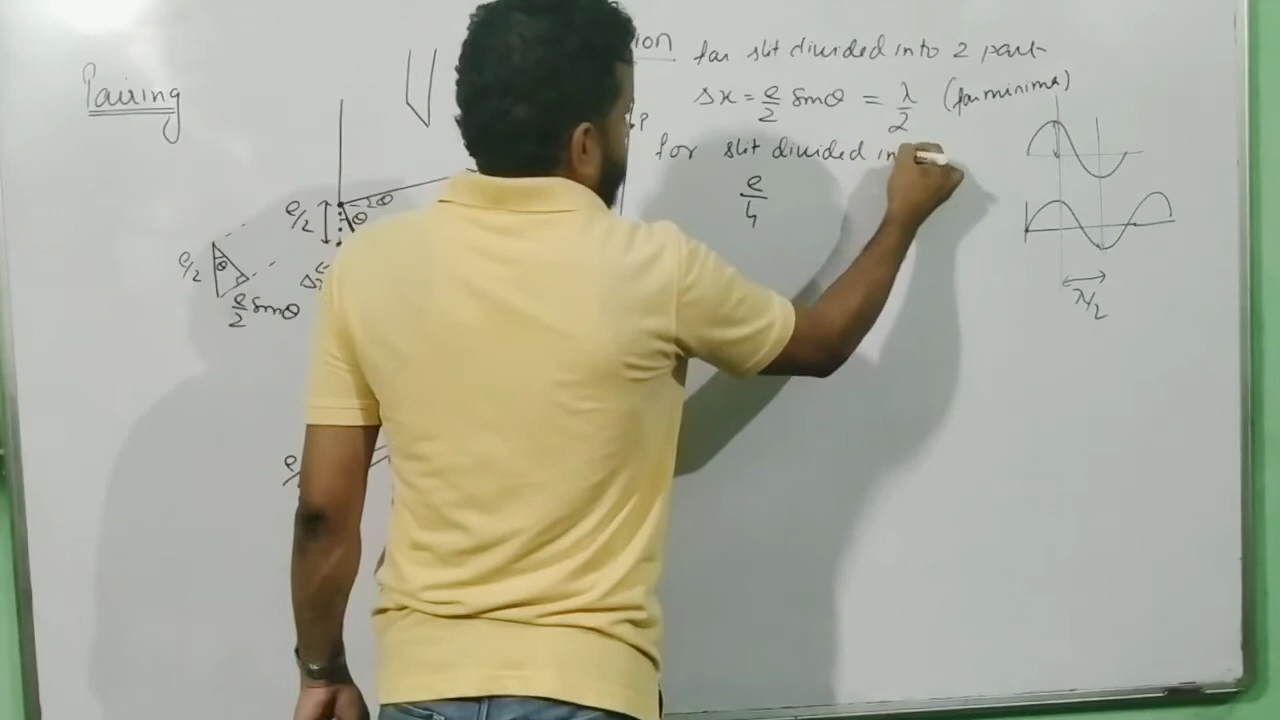 Pairing
ion
for slit divided into 2 part
Δx = e/2 sinθ = λ/2 (for minima)
for slit divided in
e/4
P
e/2
2θ
θ
e/2
θ
e/2 sinθ
λ/2